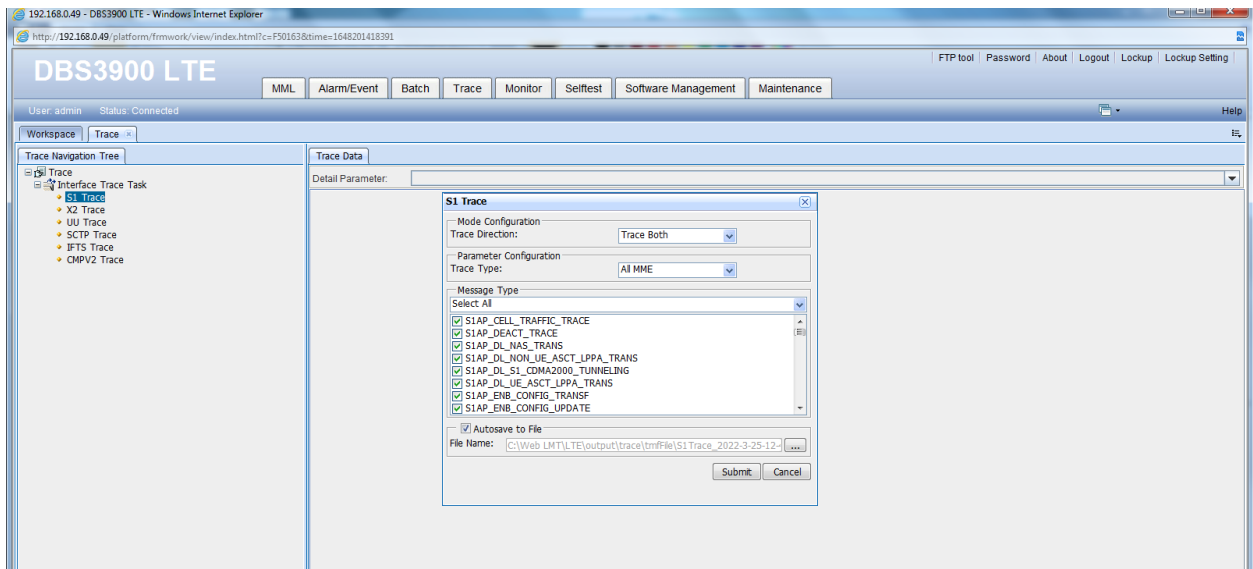 192.168.0.49 - DBS3900 LTE - Windows Internet Explorer
http://192.168.0.49/platform/frmwork/view/index.html?c=F50163&time=1648201418391
FTP tool Password About Logout Lockup Lockup Setting
DBS3900 LTE
MML Alarm/Event Batch Trace Monitor Selftest Software Management Maintenance
User: admin Status: Connected Help
Workspace Trace
Trace Navigation Tree Trace Data
Trace
Interface Trace Task
S1 Trace
X2 Trace
UU Trace
SCTP Trace
IFTS Trace
CMPV2 Trace
Detail Parameter:
S1 Trace
Mode Configuration
Trace Direction: Trace Both
Parameter Configuration
Trace Type: All MME
Message Type
Select All
S1AP_CELL_TRAFFIC_TRACE
S1AP_DEACT_TRACE
S1AP_DL_NAS_TRANS
S1AP_DL_NON_UE_ASCT_LPPA_TRANS
S1AP_DL_S1_CDMA2000_TUNNELING
S1AP_DL_UE_ASCT_LPPA_TRANS
S1AP_ENB_CONFIG_TRANSF
S1AP_ENB_CONFIG_UPDATE
Autosave to File
File Name: C:\Web LMT\LTE\output\trace\tmfFile\S1Trace_2022-3-25-12- ...
Submit Cancel